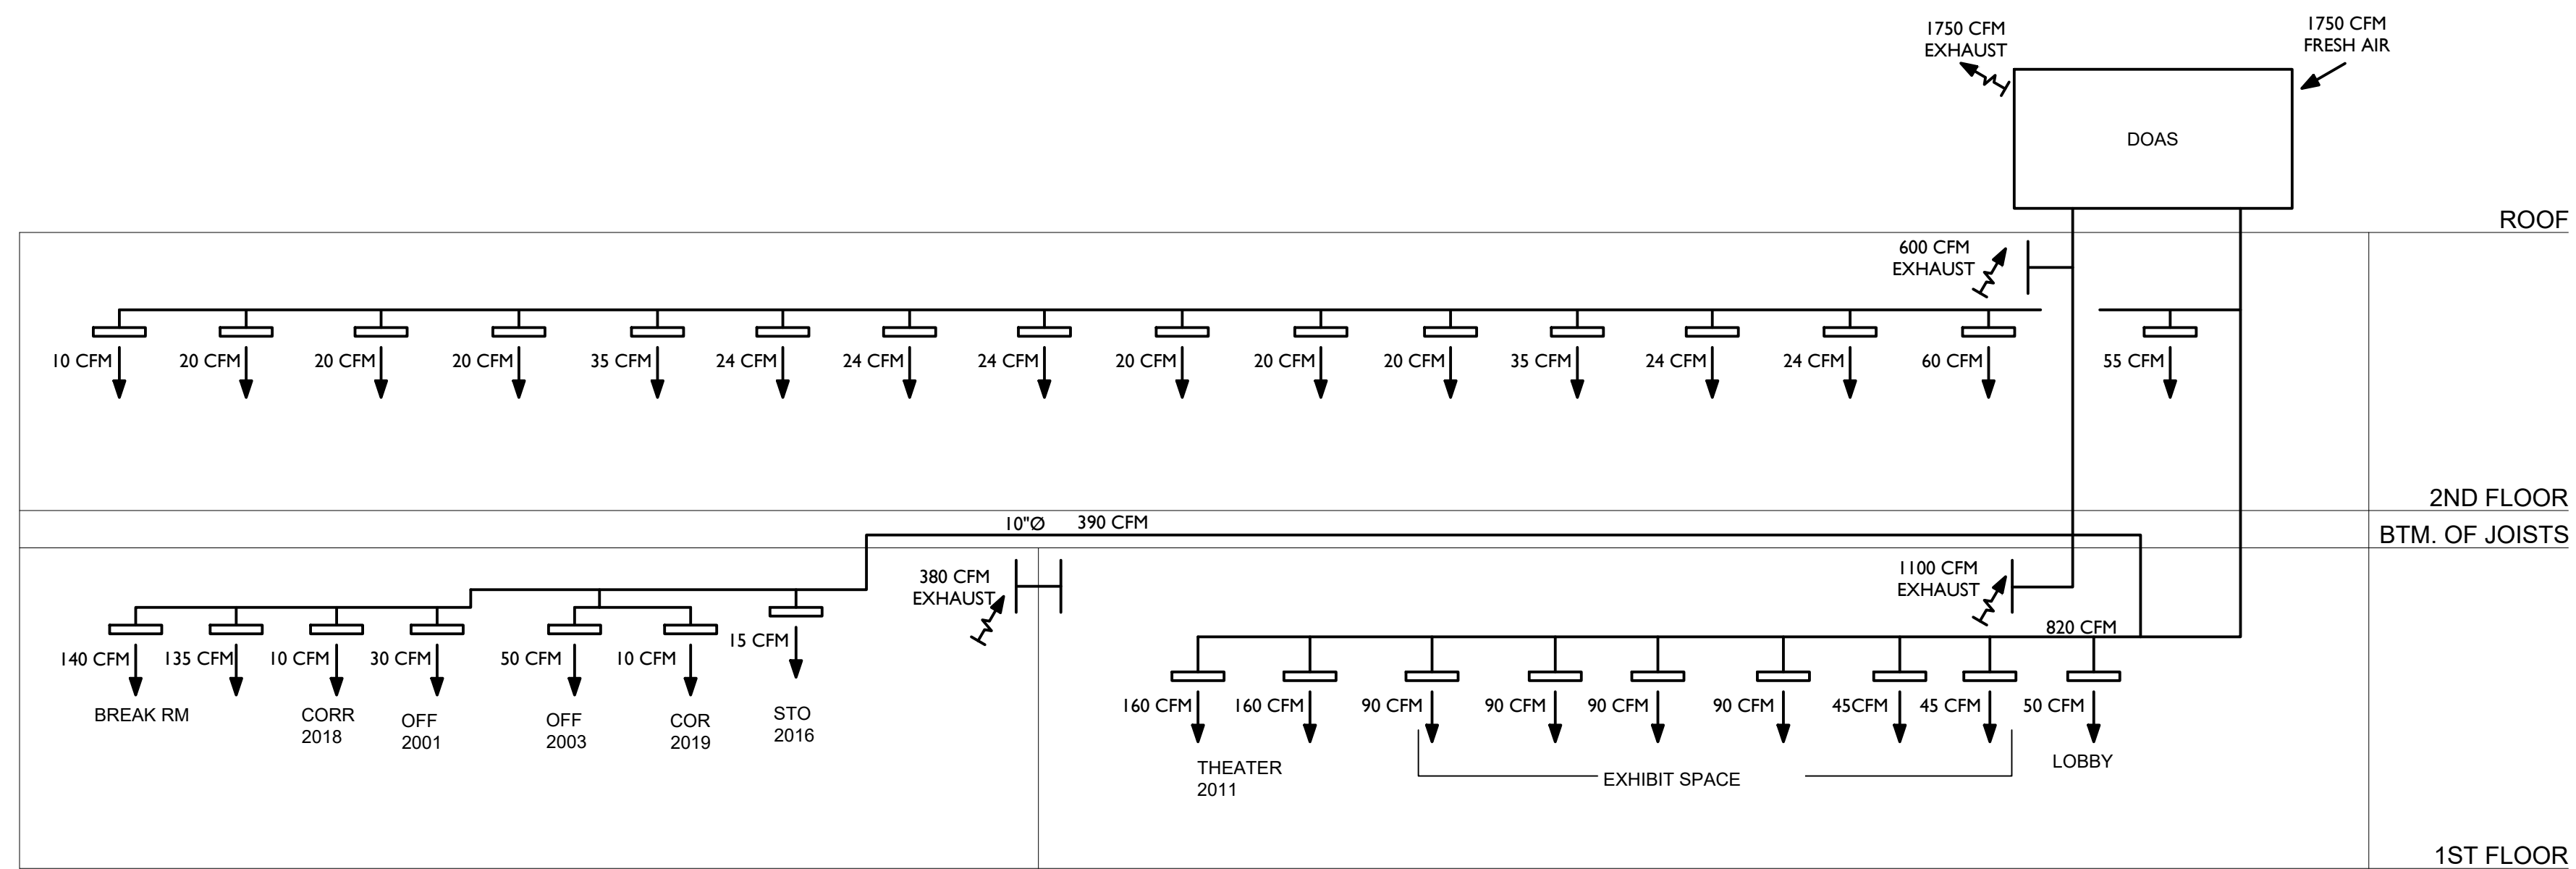 1750 CFM
EXHAUST
1750 CFM
FRESH AIR
DOAS
ROOF
600 CFM
EXHAUST
10 CFM
20 CFM
20 CFM
20 CFM
35 CFM
24 CFM
24 CFM
24 CFM
20 CFM
20 CFM
20 CFM
35 CFM
24 CFM
24 CFM
60 CFM
55 CFM
2ND FLOOR
10"Ø
390 CFM
BTM. OF JOISTS
380 CFM
EXHAUST
1100 CFM
EXHAUST
820 CFM
140 CFM
135 CFM
10 CFM
30 CFM
50 CFM
10 CFM
15 CFM
BREAK RM
CORR
2018
OFF
2001
OFF
2003
COR
2019
STO
2016
160 CFM
160 CFM
90 CFM
90 CFM
90 CFM
90 CFM
45CFM
45 CFM
50 CFM
THEATER
2011
EXHIBIT SPACE
LOBBY
1ST FLOOR